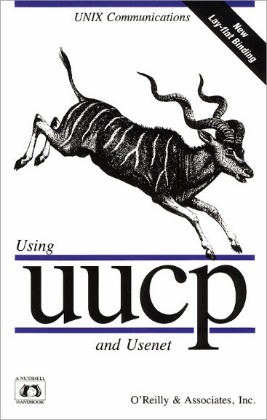 UNIX Communications
New
Lay-flat Binding
Using
uucp
and Usenet
A NUTSHELL
HANDBOOK
O'Reilly & Associates, Inc.